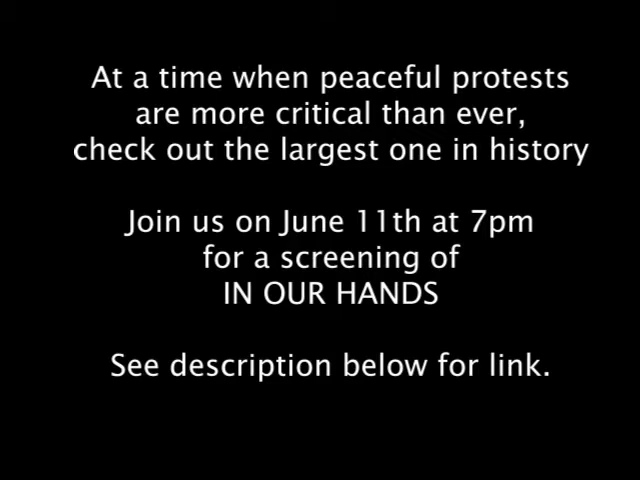 At a time when peaceful protests
are more critical than ever,
check out the largest one in history
Join us on June 11th at 7pm
for a screening of
IN OUR HANDS
See description below for link.